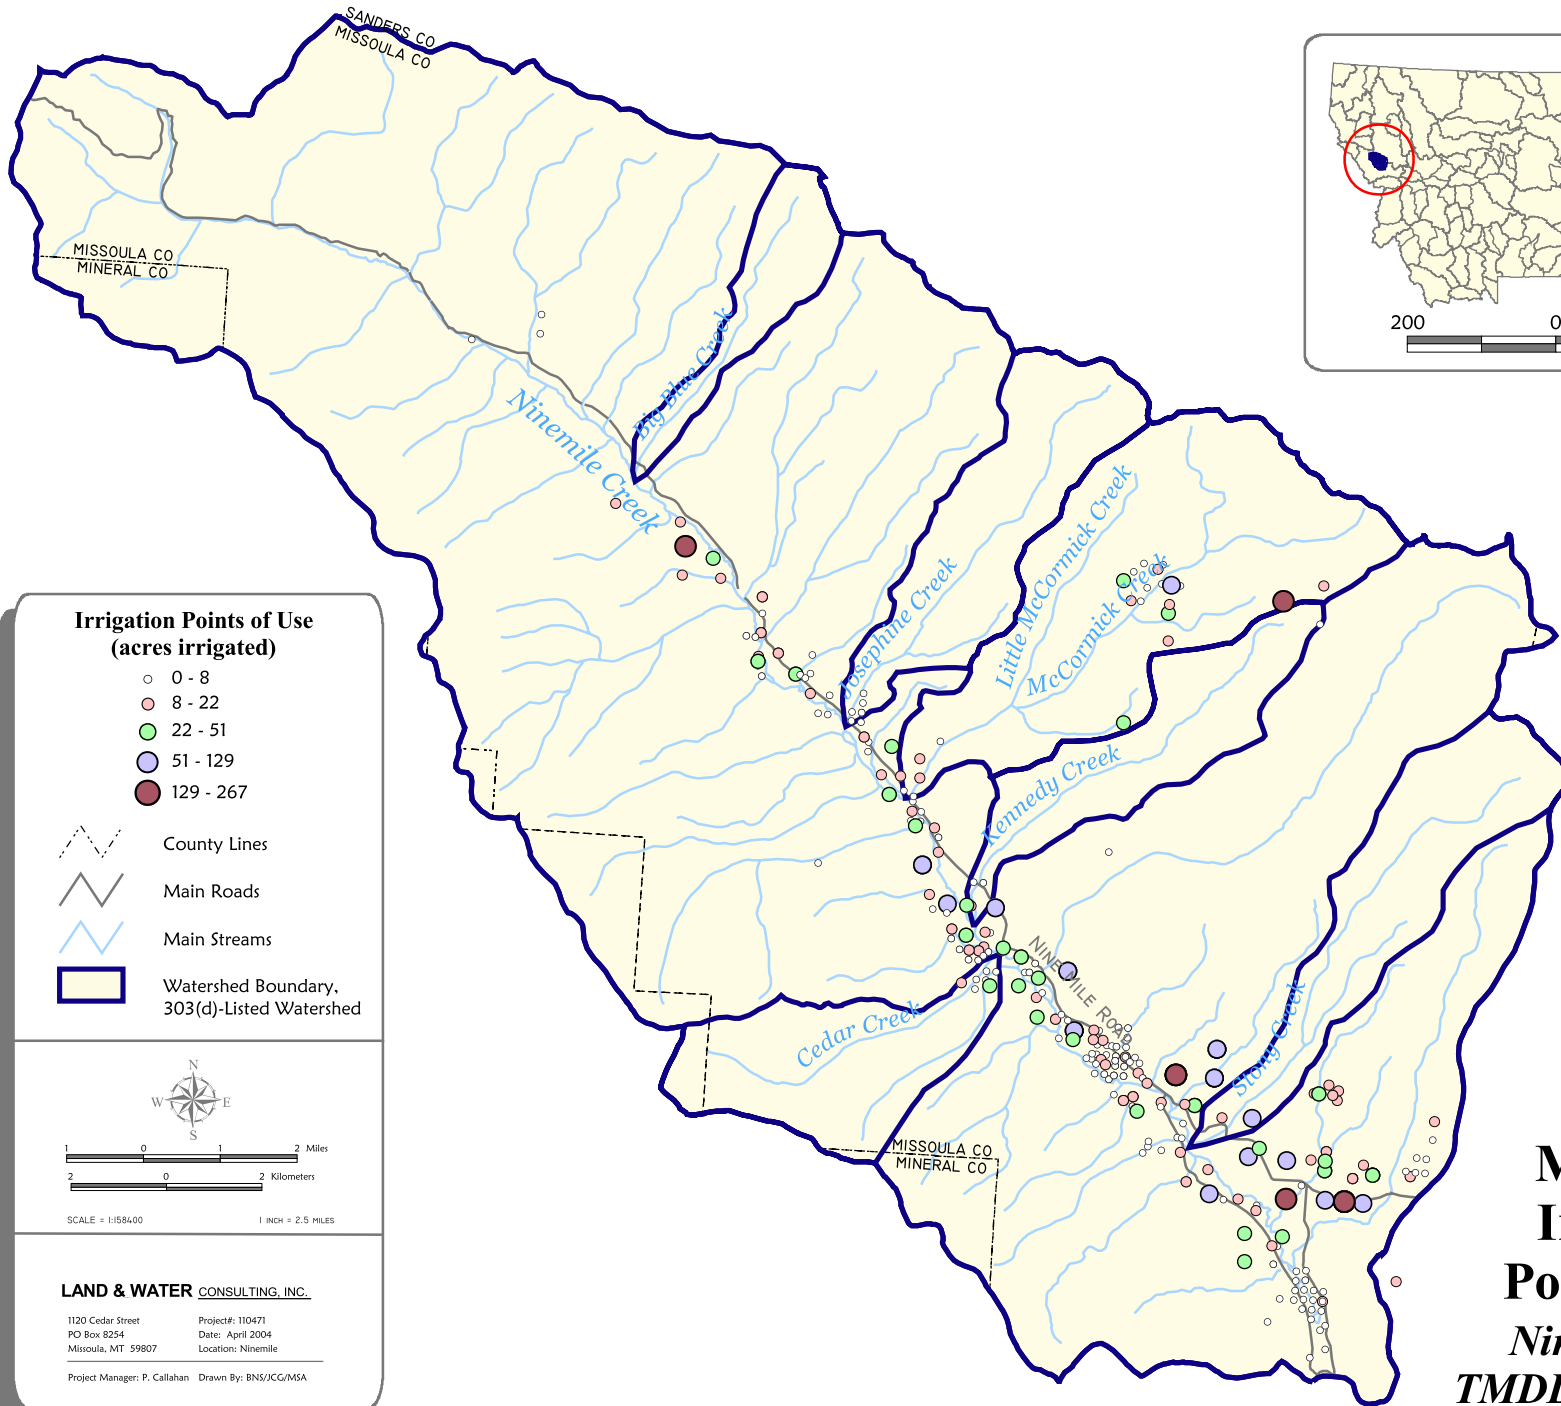 SANDERS CO
MISSOULA CO
MISSOULA CO
MINERAL CO
200
0
Big Blue Creek
Ninemile Creek
Josephine Creek
Little McCormick Creek
McCormick Creek
Kennedy Creek
NINE MILE ROAD
Cedar Creek
Stony Creek
MISSOULA CO
MINERAL CO
Irrigation Points of Use
(acres irrigated)
0 - 8
8 - 22
22 - 51
51 - 129
129 - 267
County Lines
Main Roads
Main Streams
Watershed Boundary,
303(d)-Listed Watershed
N
W E
S
1 0 1 2 Miles
2 0 2 Kilometers
SCALE = 1:158400 1 INCH = 2.5 MILES
LAND & WATER CONSULTING, INC.
1120 Cedar Street Project#: 110471
PO Box 8254 Date: April 2004
Missoula, MT 59807 Location: Ninemile
Project Manager: P. Callahan Drawn By: BNS/JCG/MSA
M
Po
TMDL